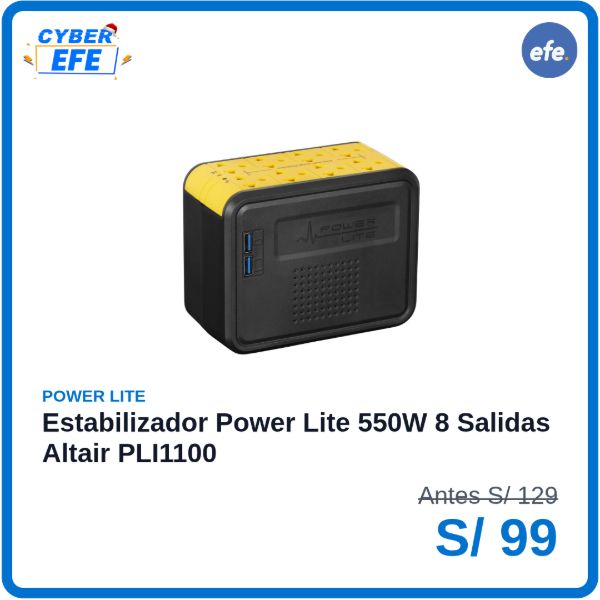 CYBER
EFE
efe.
POWER
LITE
POWER LITE
Estabilizador Power Lite 550W 8 Salidas
Altair PLI1100
Antes S/ 129
S/ 99